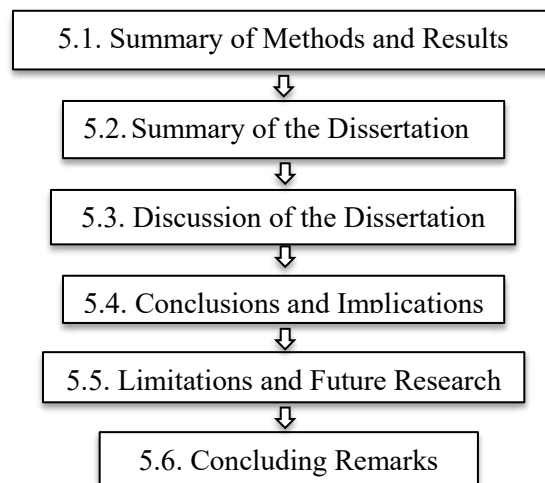 5.1. Summary of Methods and Results
5.2. Summary of the Dissertation
5.3. Discussion of the Dissertation
5.4. Conclusions and Implications
5.5. Limitations and Future Research
5.6. Concluding Remarks